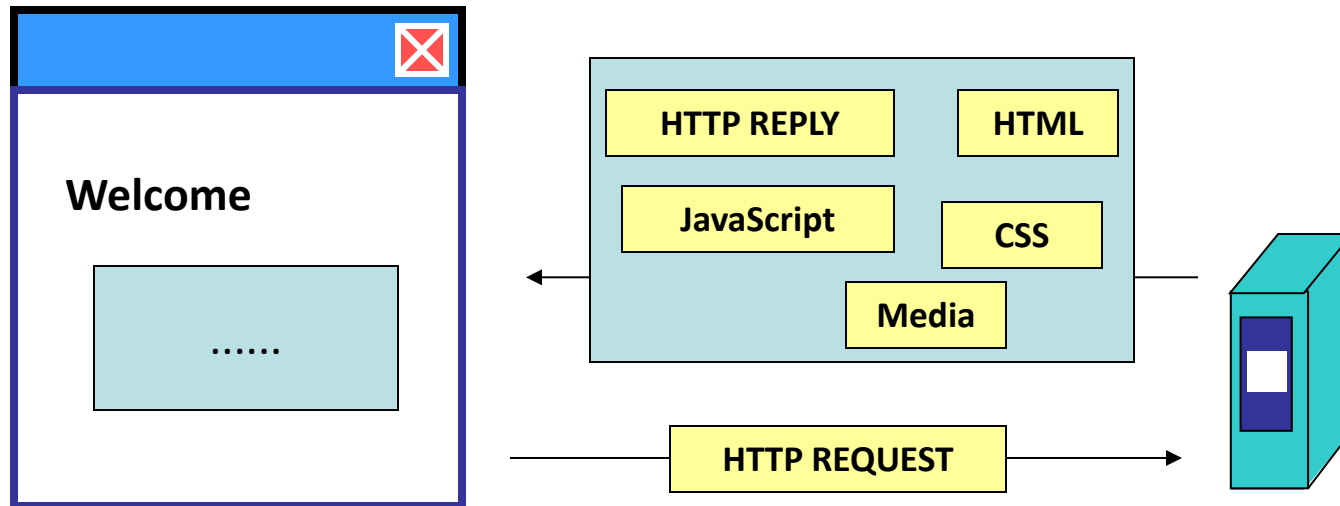 Welcome
......
HTTP REPLY
HTML
JavaScript
CSS
Media
HTTP REQUEST